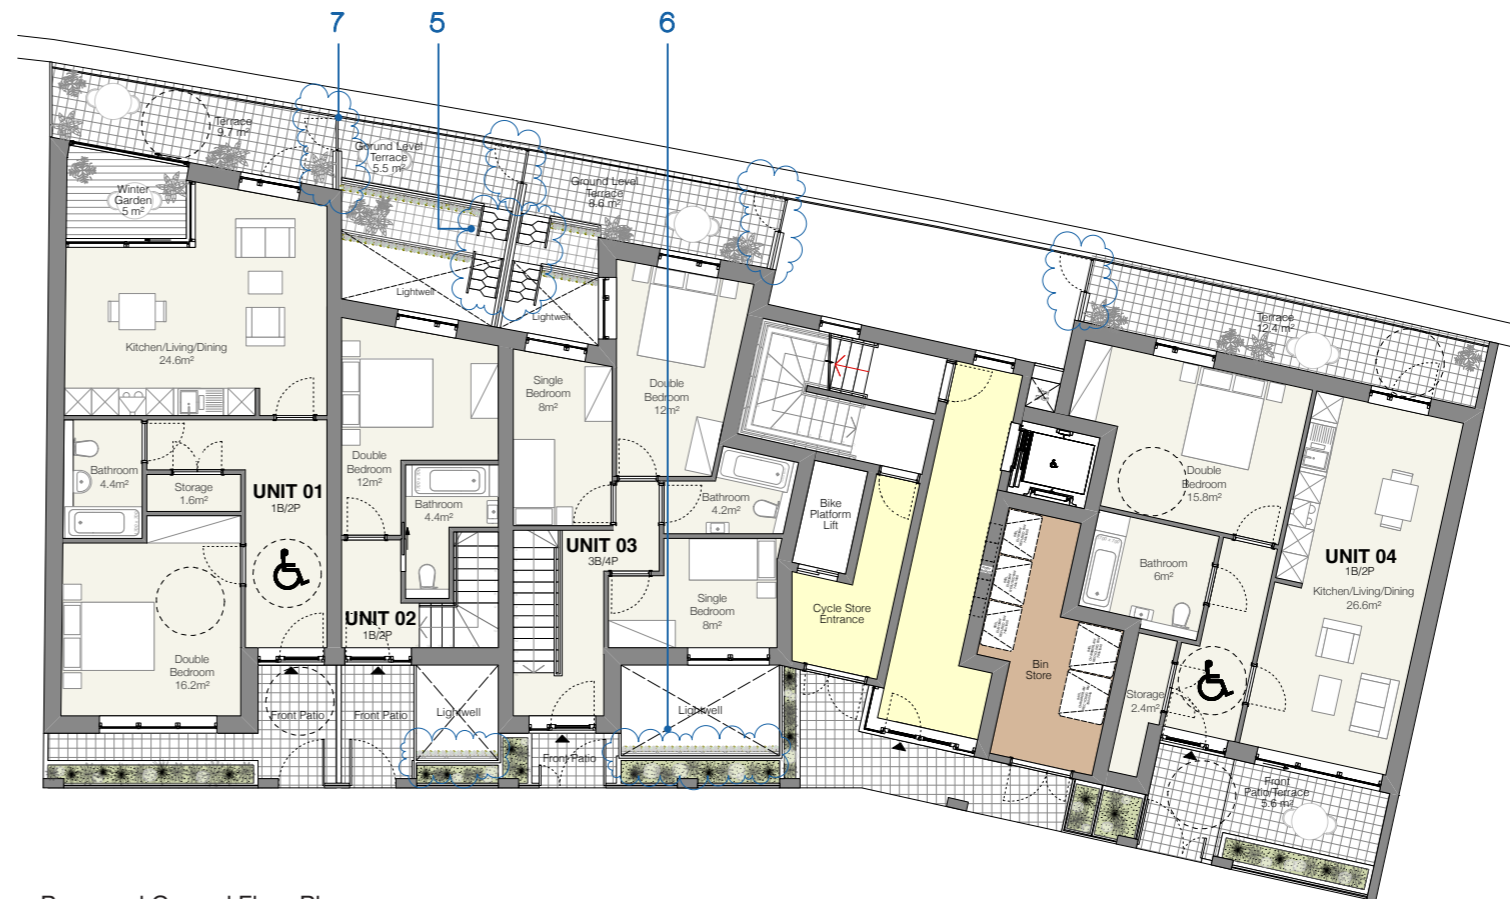 7
5
6
Terrace
9.7 m²
Gorund Level
Terrace
5.5 m²
Ground Level
Terrace
8.6 m²
Winter
Garden
5 m²
Lightwell
Lightwell
Terrace
12.4 m²
Kitchen/Living/Dining
24.6m²
Single
Bedroom
8m²
Double
Bedroom
12m²
Double
Bedroom
12m²
Double
Bedroom
15.8m²
Bathroom
4.4m²
Storage
1.6m²
UNIT 01
1B/2P
Bathroom
4.4m²
Bathroom
4.2m²
Bike
Platform
Lift
UNIT 03
3B/4P
UNIT 04
1B/2P
Kitchen/Living/Dining
26.6m²
Bathroom
6m²
UNIT 02
1B/2P
Single
Bedroom
8m²
Cycle Store
Entrance
Double
Bedroom
16.2m²
Bin
Store
Storage
2.4m²
Front Patio
Front Patio
Lightwell
Lightwell
Front Patio
Front
Patio/Terrace
5.6 m²